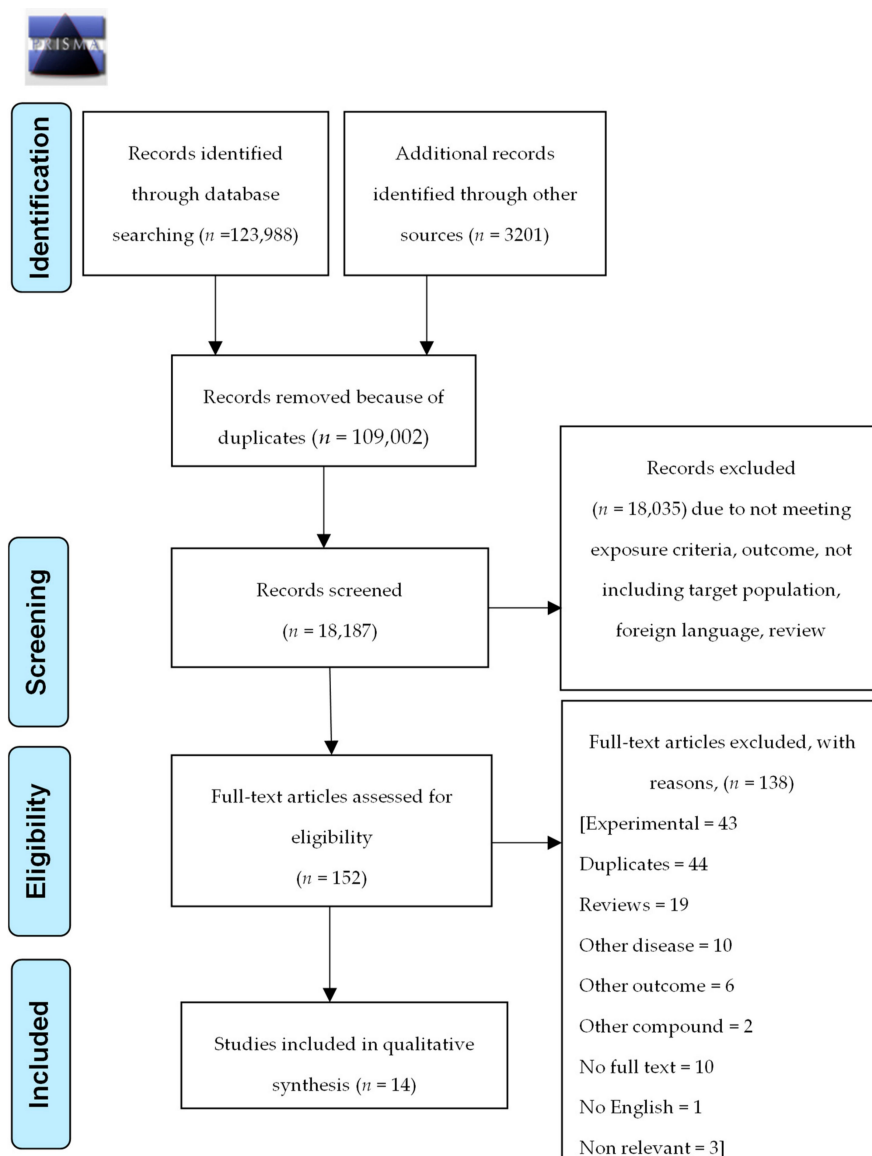 PRISMA
Identification
Records identified
through database
searching (n =123,988)
Additional records
identified through other
sources (n = 3201)
Records removed because of
duplicates (n = 109,002)
Records excluded
(n = 18,035) due to not meeting
exposure criteria, outcome, not
including target population,
foreign language, review
Screening
Records screened
(n = 18,187)
Eligibility
Full-text articles assessed for
eligibility
(n = 152)
Full-text articles excluded, with
reasons, (n = 138)
[Experimental = 43
Duplicates = 44
Reviews = 19
Other disease = 10
Other outcome = 6
Other compound = 2
No full text = 10
No English = 1
Non relevant = 3]
Included
Studies included in qualitative
synthesis (n = 14)